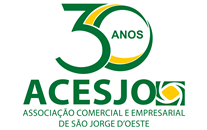 30 ANOS
ACESJO
ASSOCIAÇÃO COMERCIAL E EMPRESARIAL
DE SÃO JORGE D'OESTE